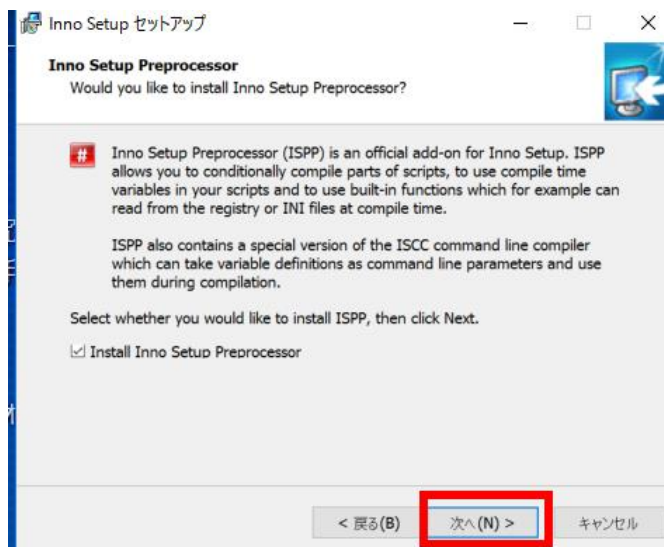 Inno Setup セットアップ
Inno Setup Preprocessor
Would you like to install Inno Setup Preprocessor?
#
Inno Setup Preprocessor (ISPP) is an official add-on for Inno Setup. ISPP
allows you to conditionally compile parts of scripts, to use compile time
variables in your scripts and to use built-in functions which for example can
read from the registry or INI files at compile time.
ISPP also contains a special version of the ISCC command line compiler
which can take variable definitions as command line parameters and use
them during compilation.
Select whether you would like to install ISPP, then click Next.
Install Inno Setup Preprocessor
< 戻る(B) 次へ(N) > キャンセル